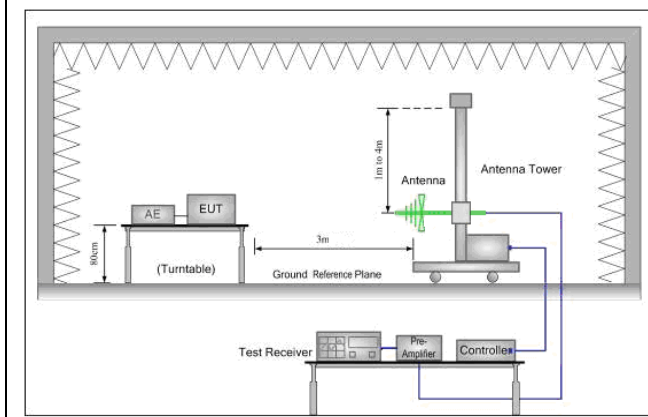 1m to 4m
Antenna
Antenna Tower
AE
EUT
80cm
(Turntable)
3m
Ground Reference Plane
Test Receiver
Pre-
Amplifier
Controller